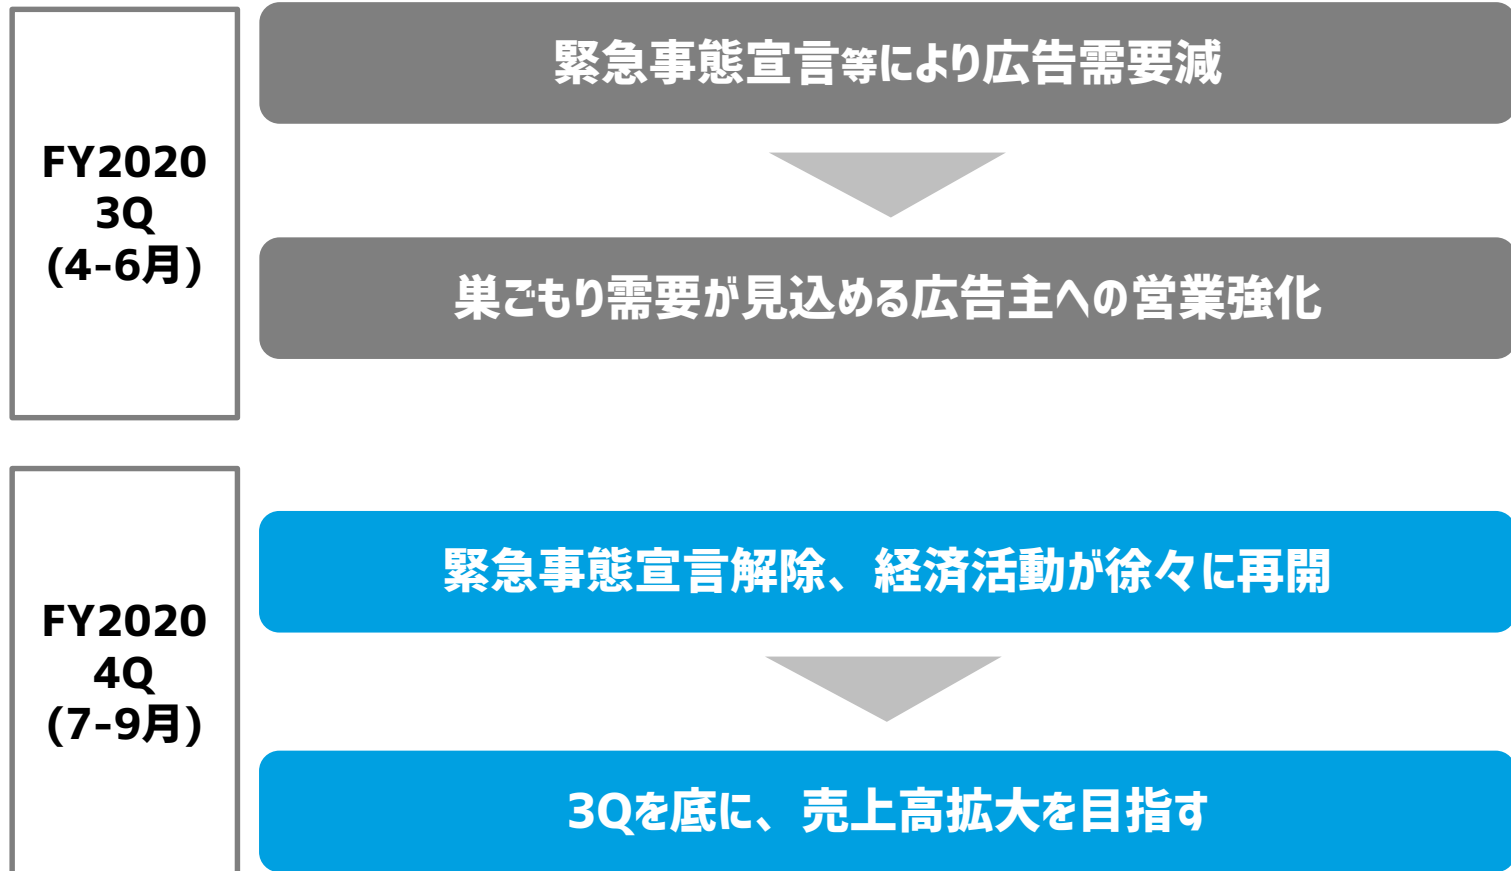 FY2020
3Q
(4-6月)
緊急事態宣言等により広告需要減
巣ごもり需要が見込める広告主への営業強化
FY2020
4Q
(7-9月)
緊急事態宣言解除、経済活動が徐々に再開
3Qを底に、売上高拡大を目指す